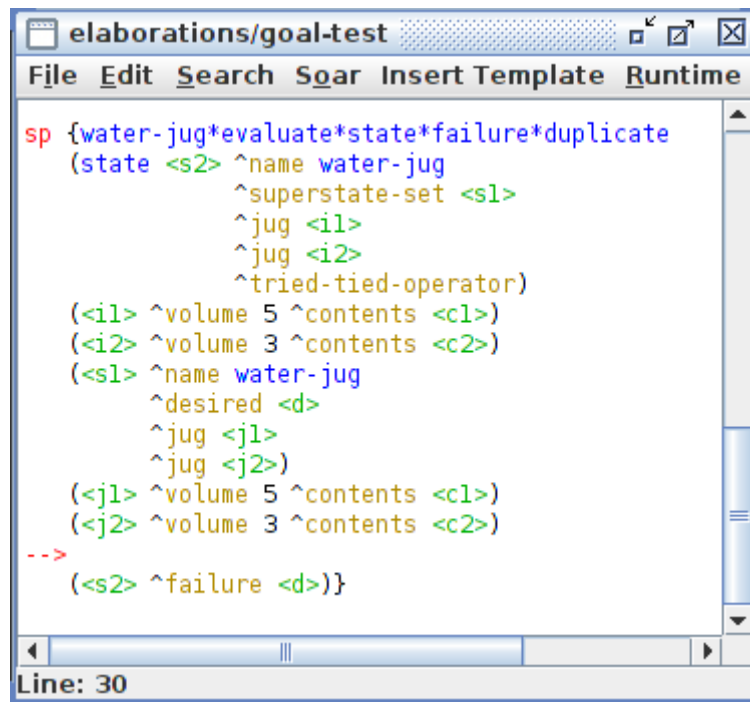 elaborations/goal-test
File Edit Search Soar Insert Template Runtime
sp {water-jug*evaluate*state*failure*duplicate
(state <s2> ^name water-jug
^superstate-set <s1>
^jug <i1>
^jug <i2>
^tried-tied-operator)
(<i1> ^volume 5 ^contents <c1>)
(<i2> ^volume 3 ^contents <c2>)
(<s1> ^name water-jug
^desired <d>
^jug <j1>
^jug <j2>)
(<j1> ^volume 5 ^contents <c1>)
(<j2> ^volume 3 ^contents <c2>)
-->
(<s2> ^failure <d>)}
Line: 30